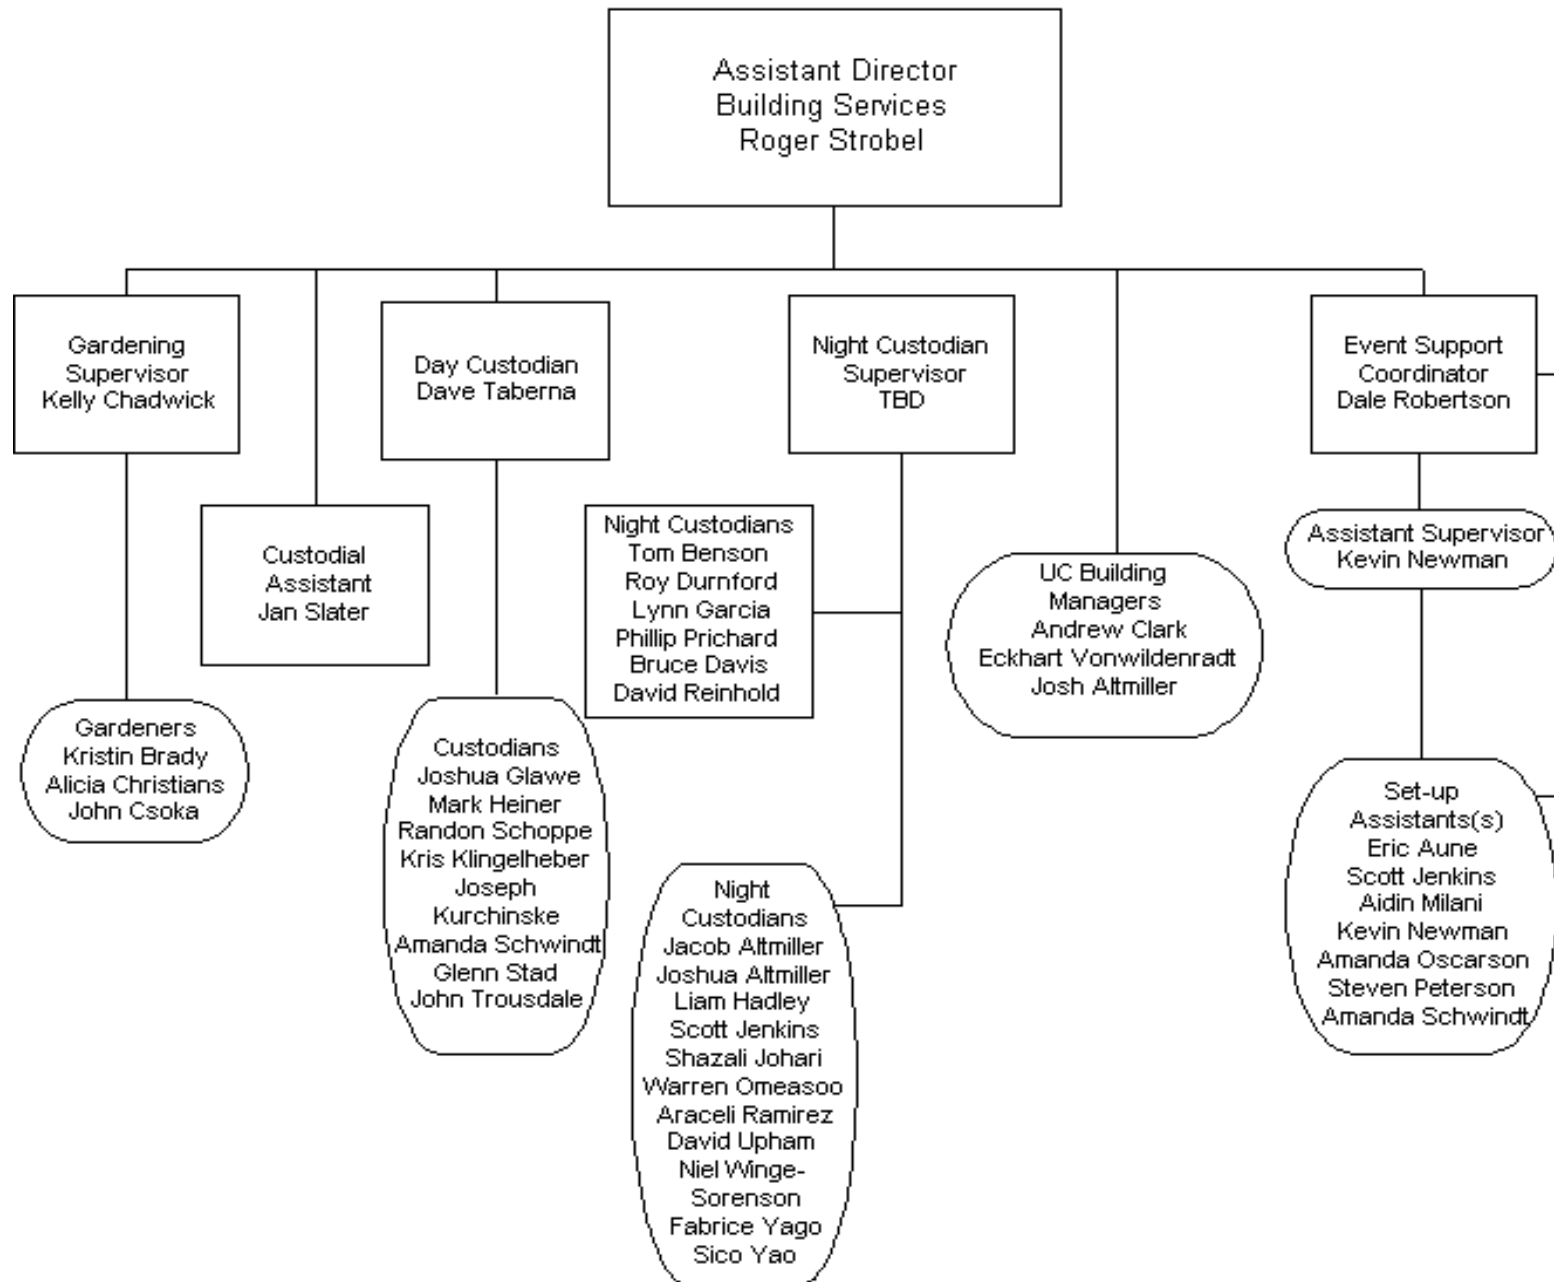 Assistant Director
Building Services
Roger Strobel
Gardening
Supervisor
Kelly Chadwick
Day Custodian
Dave Taberna
Night Custodian
Supervisor
TBD
Event Support
Coordinator
Dale Robertson
Custodial
Assistant
Jan Slater
Night Custodians
Tom Benson
Roy Durnford
Lynn Garcia
Phillip Prichard
Bruce Davis
David Reinhold
UC Building
Managers
Andrew Clark
Eckhart Vonwildenradt
Josh Altmiller
Assistant Supervisor
Kevin Newman
Gardeners
Kristin Brady
Alicia Christians
John Csoka
Custodians
Joshua Glawe
Mark Heiner
Randon Schoppe
Kris Klingelheber
Joseph
Kurchinske
Amanda Schwindt
Glenn Stad
John Trousdale
Night
Custodians
Jacob Altmiller
Joshua Altmiller
Liam Hadley
Scott Jenkins
Shazali Johari
Warren Omeasoo
Araceli Ramirez
David Upham
Niel Winge-
Sorenson
Fabrice Yago
Sico Yao
Set-up
Assistants(s)
Eric Aune
Scott Jenkins
Aidin Milani
Kevin Newman
Amanda Oscarson
Steven Peterson
Amanda Schwindt